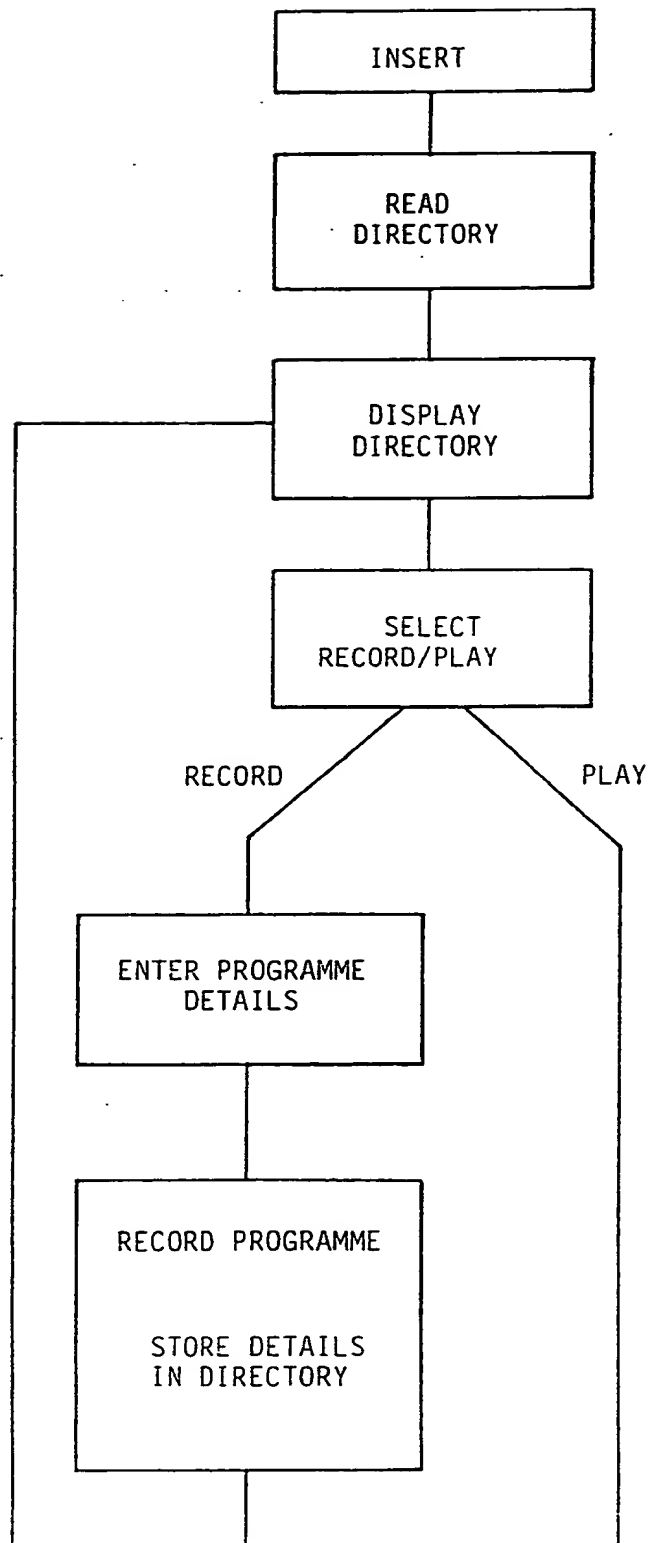 INSERT
READ
DIRECTORY
DISPLAY
DIRECTORY
SELECT
RECORD/PLAY
RECORD
PLAY
ENTER PROGRAMME
DETAILS
RECORD PROGRAMME
STORE DETAILS
IN DIRECTORY